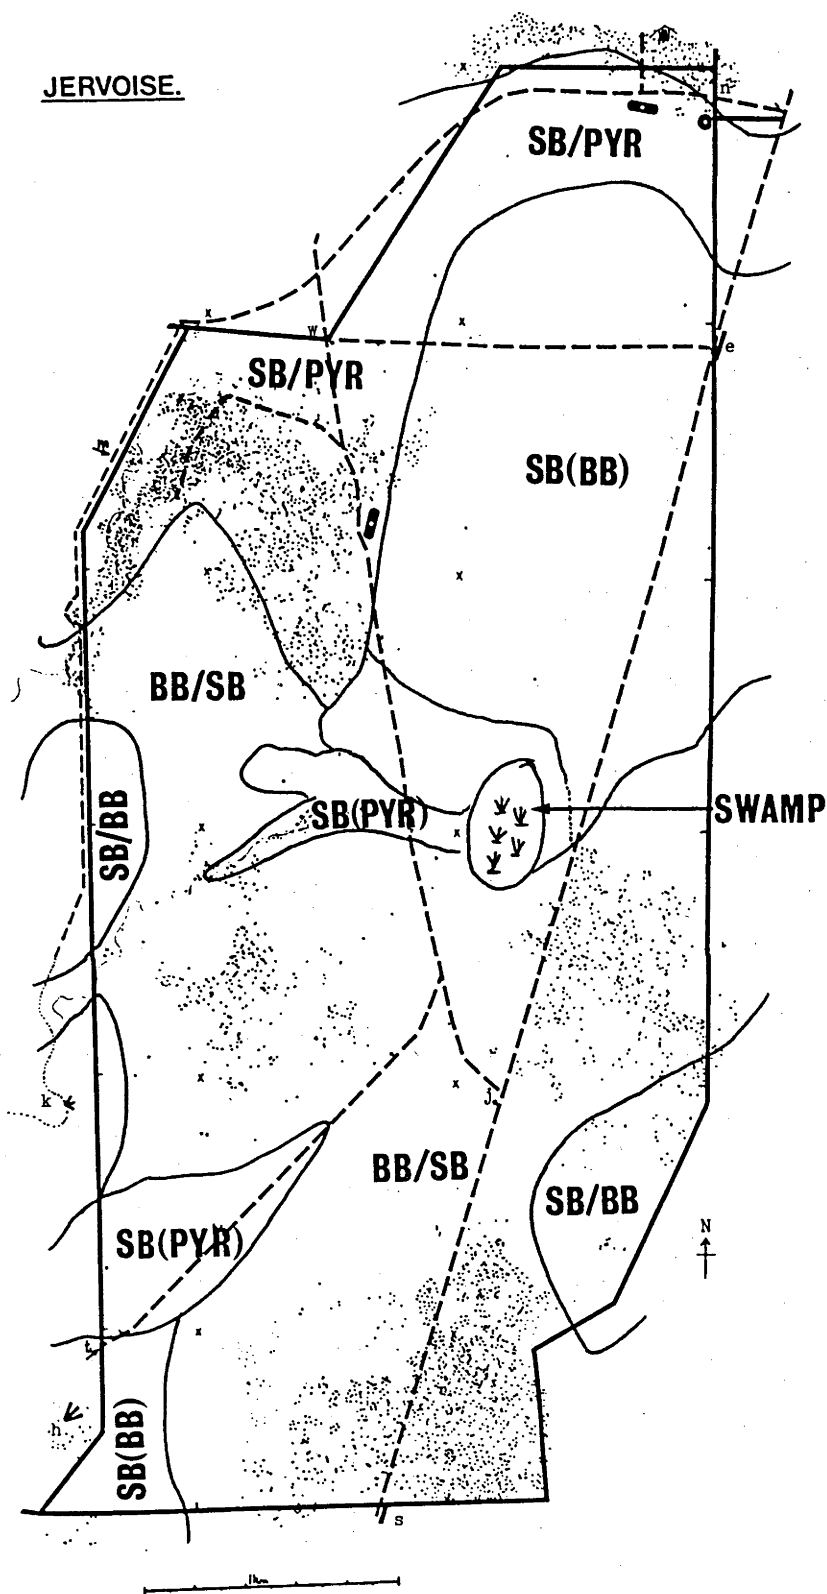 JERVOISE.
n
SB/PYR
x
x
w
x
e
SB/PYR
m
SB(BB)
x
x
BB/SB
SB/BB
SB(PYR)
x
x
SWAMP
k
x
x
j.
BB/SB
SB/BB
N
SB(PYR)
t.
x
h
SB(BB)
s
1km